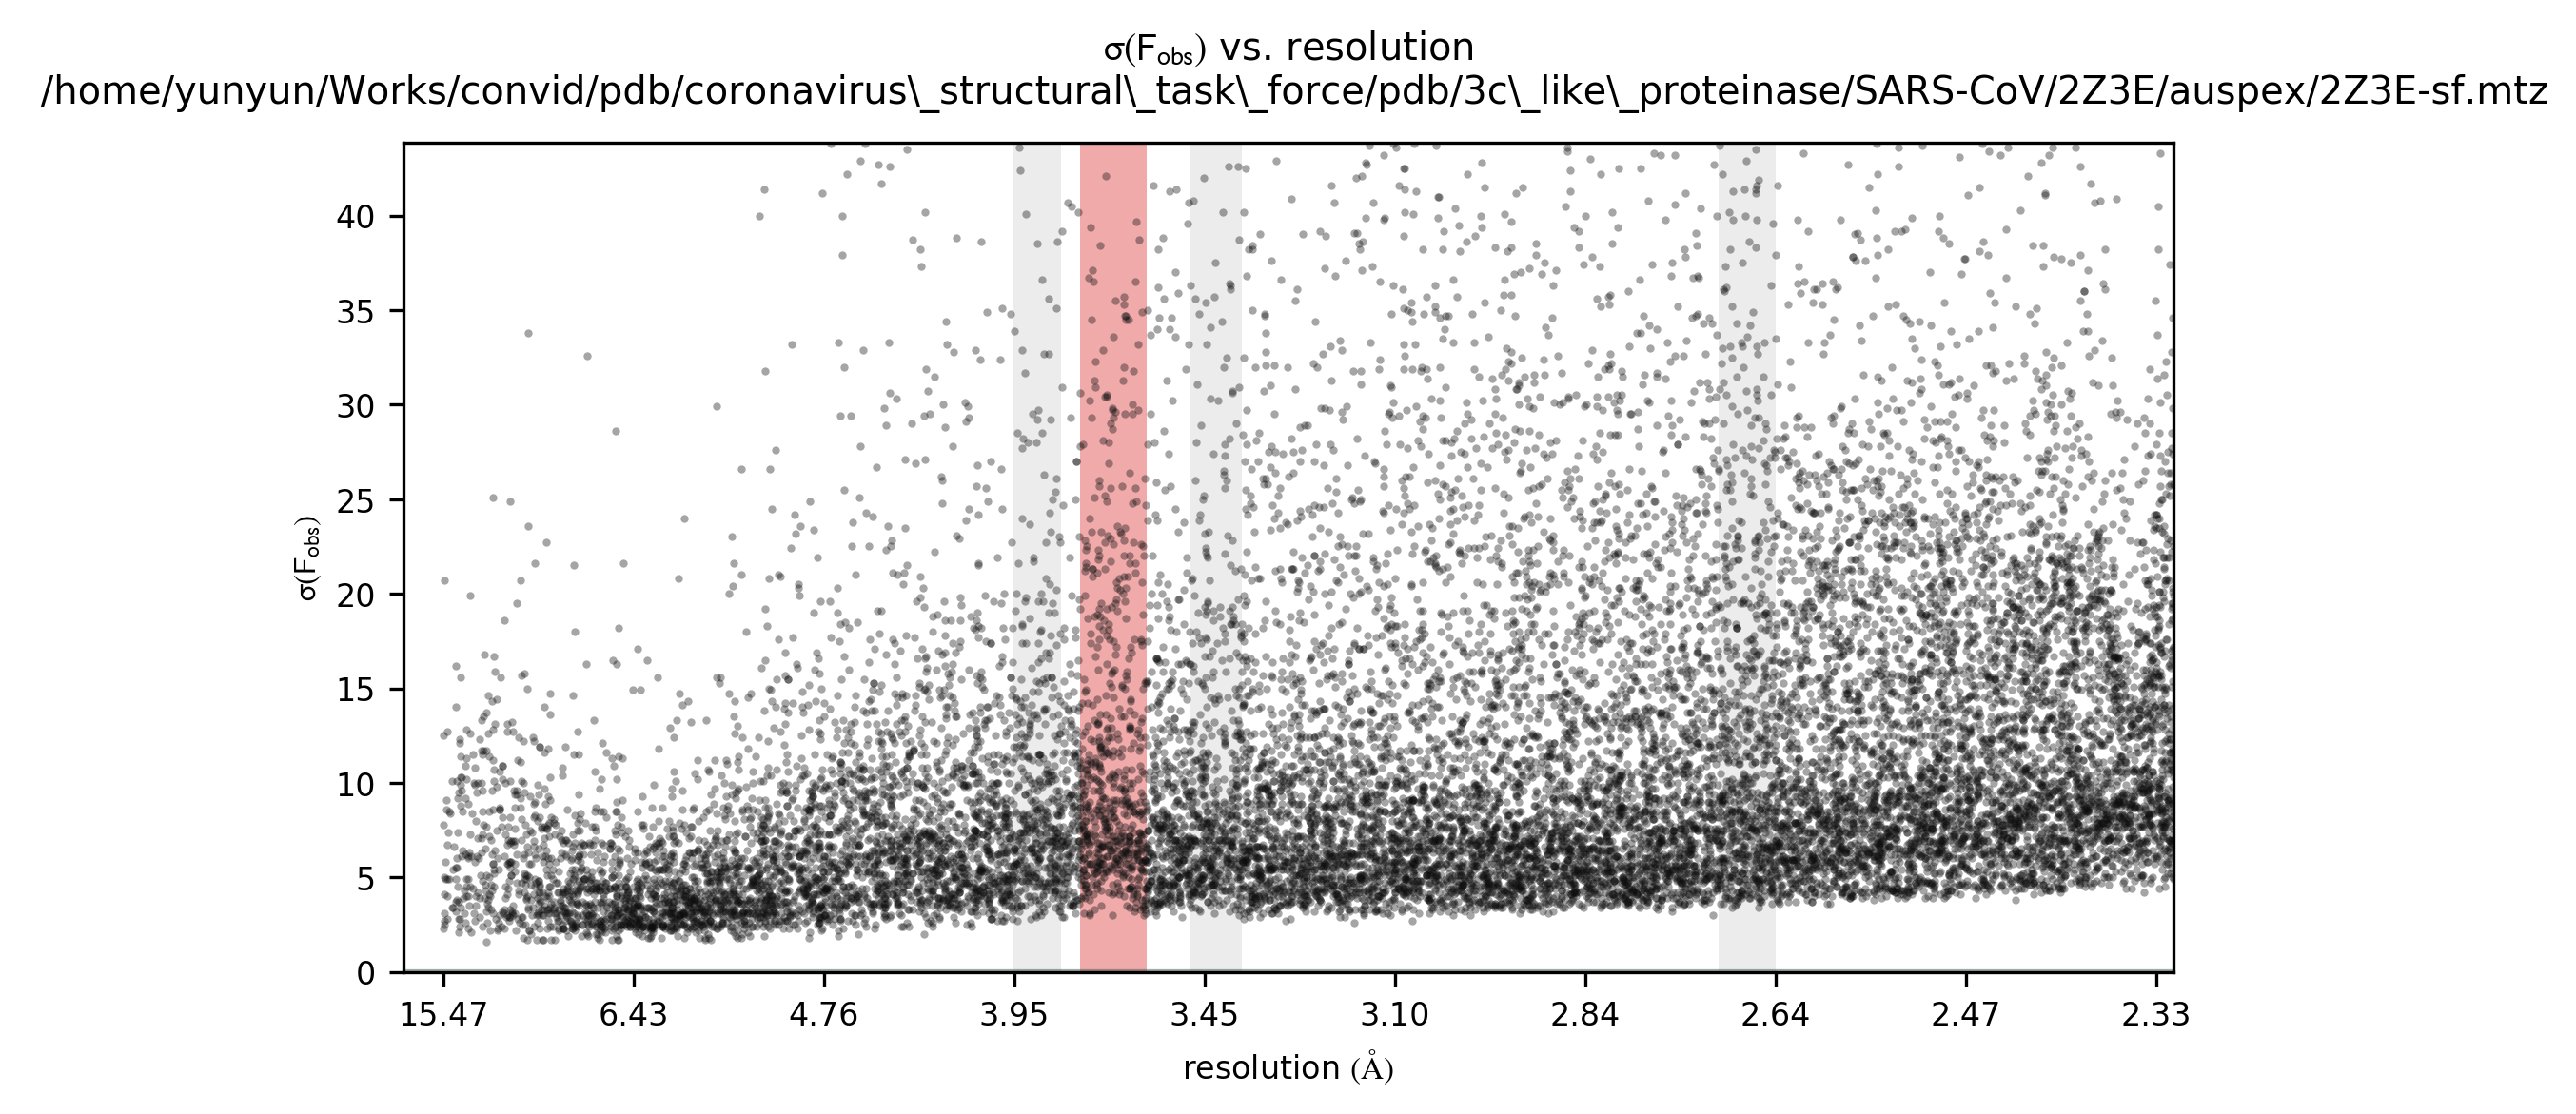 σ(Fobs) vs. resolution
/home/yunyun/Works/convid/pdb/coronavirus\_structural\_task\_force/pdb/3c\_like\_proteinase/SARS-CoV/2Z3E/auspex/2Z3E-sf.mtz
40
35
30
25
20
15
10
5
0
σ(Fobs)
15.47 6.43 4.76 3.95 3.45 3.10 2.84 2.64 2.47 2.33
resolution (Å)